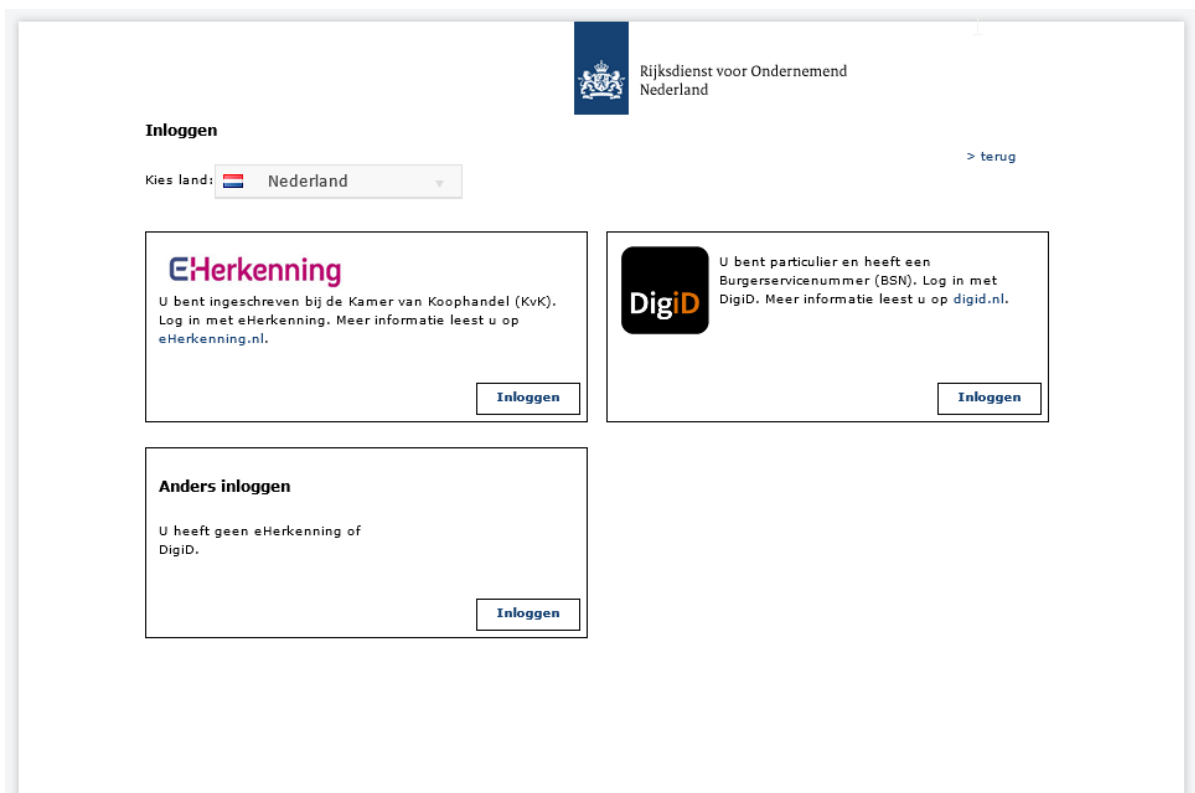 Rijksdienst voor Ondernemend
Nederland
Inloggen
> terug
Kies land:
Nederland
eHerkenning
U bent ingeschreven bij de Kamer van Koophandel (KvK).
Log in met eHerkenning. Meer informatie leest u op
eHerkenning.nl.
Inloggen
DigiD
U bent particulier en heeft een
Burgerservicenummer (BSN). Log in met
DigiD. Meer informatie leest u op digid.nl.
Inloggen
Anders inloggen
U heeft geen eHerkenning of
DigiD.
Inloggen